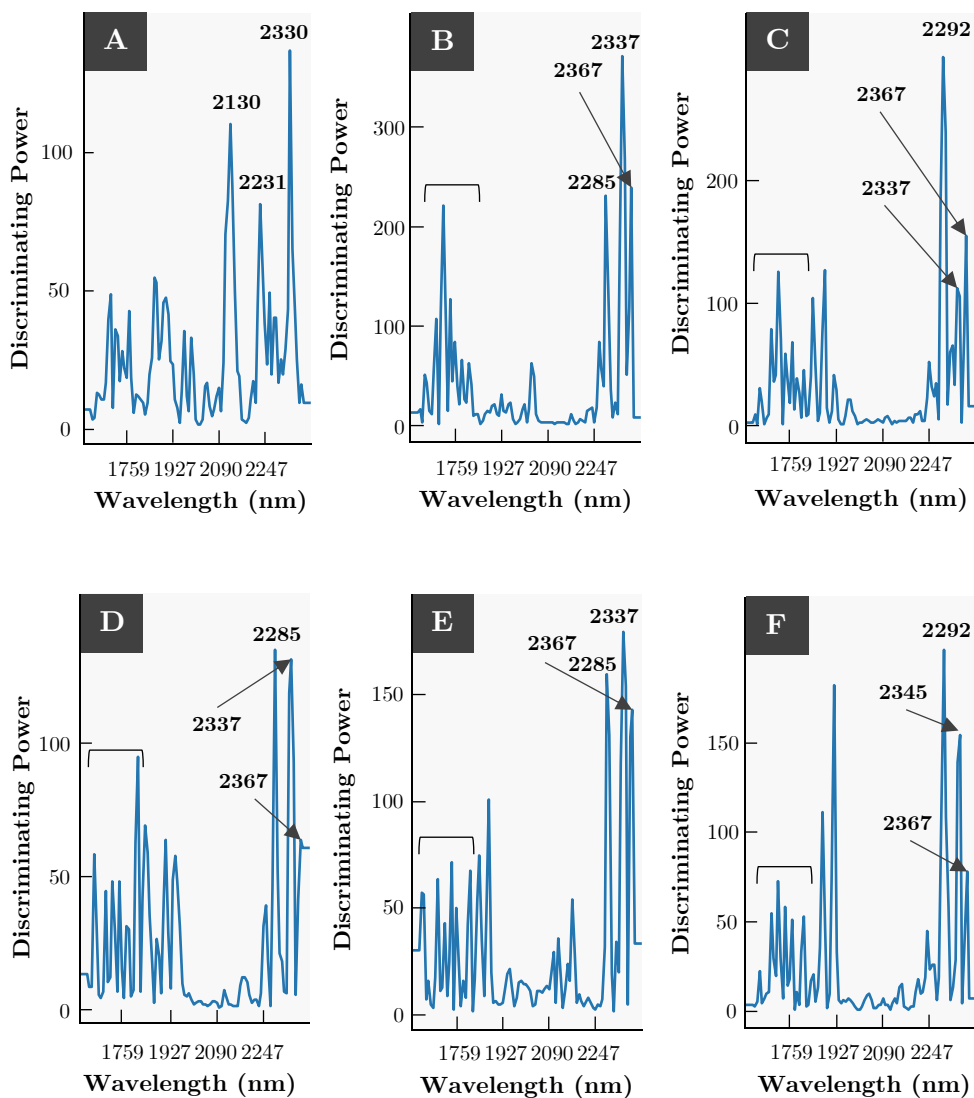 A
2330
2130
2231
100
50
0
Discriminating Power
1759 1927 2090 2247
Wavelength (nm)
B
2337
2367
2285
300
200
100
0
Discriminating Power
1759 1927 2090 2247
Wavelength (nm)
C
2292
2367
2337
200
100
0
Discriminating Power
1759 1927 2090 2247
Wavelength (nm)
D
2285
2337
2367
100
50
0
Discriminating Power
1759 1927 2090 2247
Wavelength (nm)
E
2337
2367
2285
150
100
50
0
Discriminating Power
1759 1927 2090 2247
Wavelength (nm)
F
2292
2345
2367
150
100
50
0
Discriminating Power
1759 1927 2090 2247
Wavelength (nm)